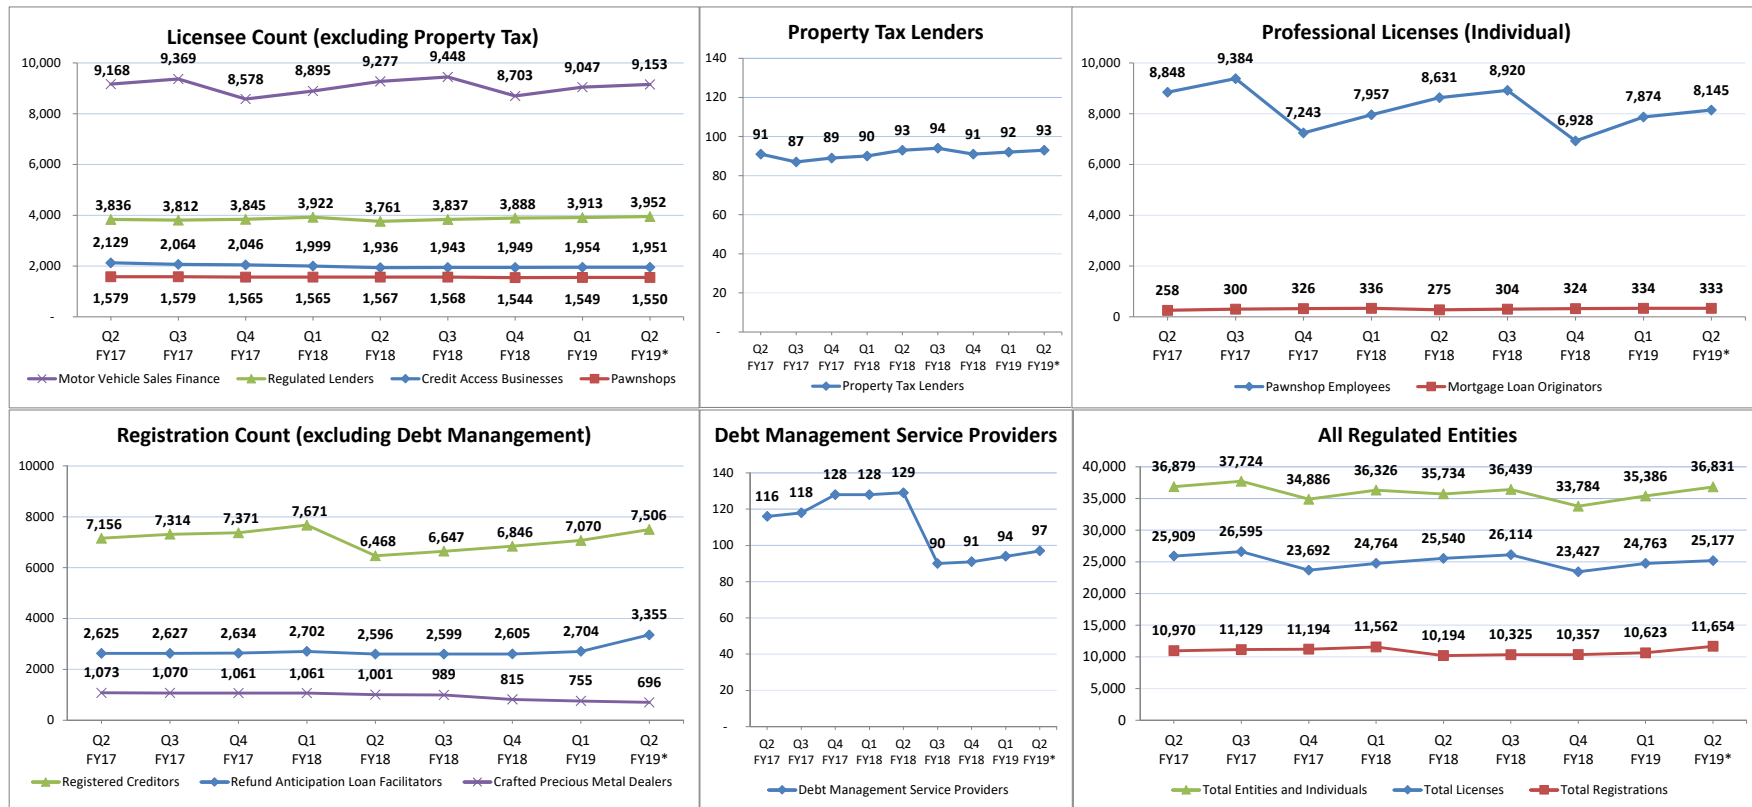 Licensee Count (excluding Property Tax)
10,000
8,000
6,000
4,000
2,000
-
9,168 9,369 8,578 8,895 9,277 9,448 8,703 9,047 9,153
3,836 3,812 3,845 3,922 3,761 3,837 3,888 3,913 3,952
2,129 2,064 2,046 1,999 1,936 1,943 1,949 1,954 1,951
1,579 1,579 1,565 1,565 1,567 1,568 1,544 1,549 1,550
Q2 Q3 Q4 Q1 Q2 Q3 Q4 Q1 Q2
FY17 FY17 FY17 FY18 FY18 FY18 FY18 FY19 FY19*
Motor Vehicle Sales Finance Regulated Lenders Credit Access Businesses Pawnshops
Property Tax Lenders
140
120
100
80
60
40
20
-
91 87 89 90 93 94 91 92 93
Q2 Q3 Q4 Q1 Q2 Q3 Q4 Q1 Q2
FY17 FY17 FY17 FY18 FY18 FY18 FY18 FY19 FY19*
Property Tax Lenders
Professional Licenses (Individual)
10,000
8,000
6,000
4,000
2,000
0
8,848 9,384 7,243 7,957 8,631 8,920 6,928 7,874 8,145
258 300 326 336 275 304 324 334 333
Q2 Q3 Q4 Q1 Q2 Q3 Q4 Q1 Q2
FY17 FY17 FY17 FY18 FY18 FY18 FY18 FY19 FY19*
Pawnshop Employees Mortgage Loan Originators
Registration Count (excluding Debt Manangement)
10000
8000
6000
4000
2000
0
7,156 7,314 7,371 7,671 6,468 6,647 6,846 7,070 7,506
2,625 2,627 2,634 2,702 2,596 2,599 2,605 2,704 3,355
1,073 1,070 1,061 1,061 1,001 989 815 755 696
Q2 Q3 Q4 Q1 Q2 Q3 Q4 Q1 Q2
FY17 FY17 FY17 FY18 FY18 FY18 FY18 FY19 FY19*
Registered Creditors Refund Anticipation Loan Facilitators Crafted Precious Metal Dealers
Debt Management Service Providers
140
120
100
80
60
40
20
-
116 118 128 128 129 90 91 94 97
Q2 Q3 Q4 Q1 Q2 Q3 Q4 Q1 Q2
FY17 FY17 FY17 FY18 FY18 FY18 FY18 FY19 FY19*
Debt Management Service Providers
All Regulated Entities
40,000
35,000
30,000
25,000
20,000
15,000
10,000
5,000
0
36,879 37,724 34,886 36,326 35,734 36,439 33,784 35,386 36,831
25,909 26,595 23,692 24,764 25,540 26,114 23,427 24,763 25,177
10,970 11,129 11,194 11,562 10,194 10,325 10,357 10,623 11,654
Q2 Q3 Q4 Q1 Q2 Q3 Q4 Q1 Q2
FY17 FY17 FY17 FY18 FY18 FY18 FY18 FY19 FY19*
Total Entities and Individuals Total Licenses Total Registrations